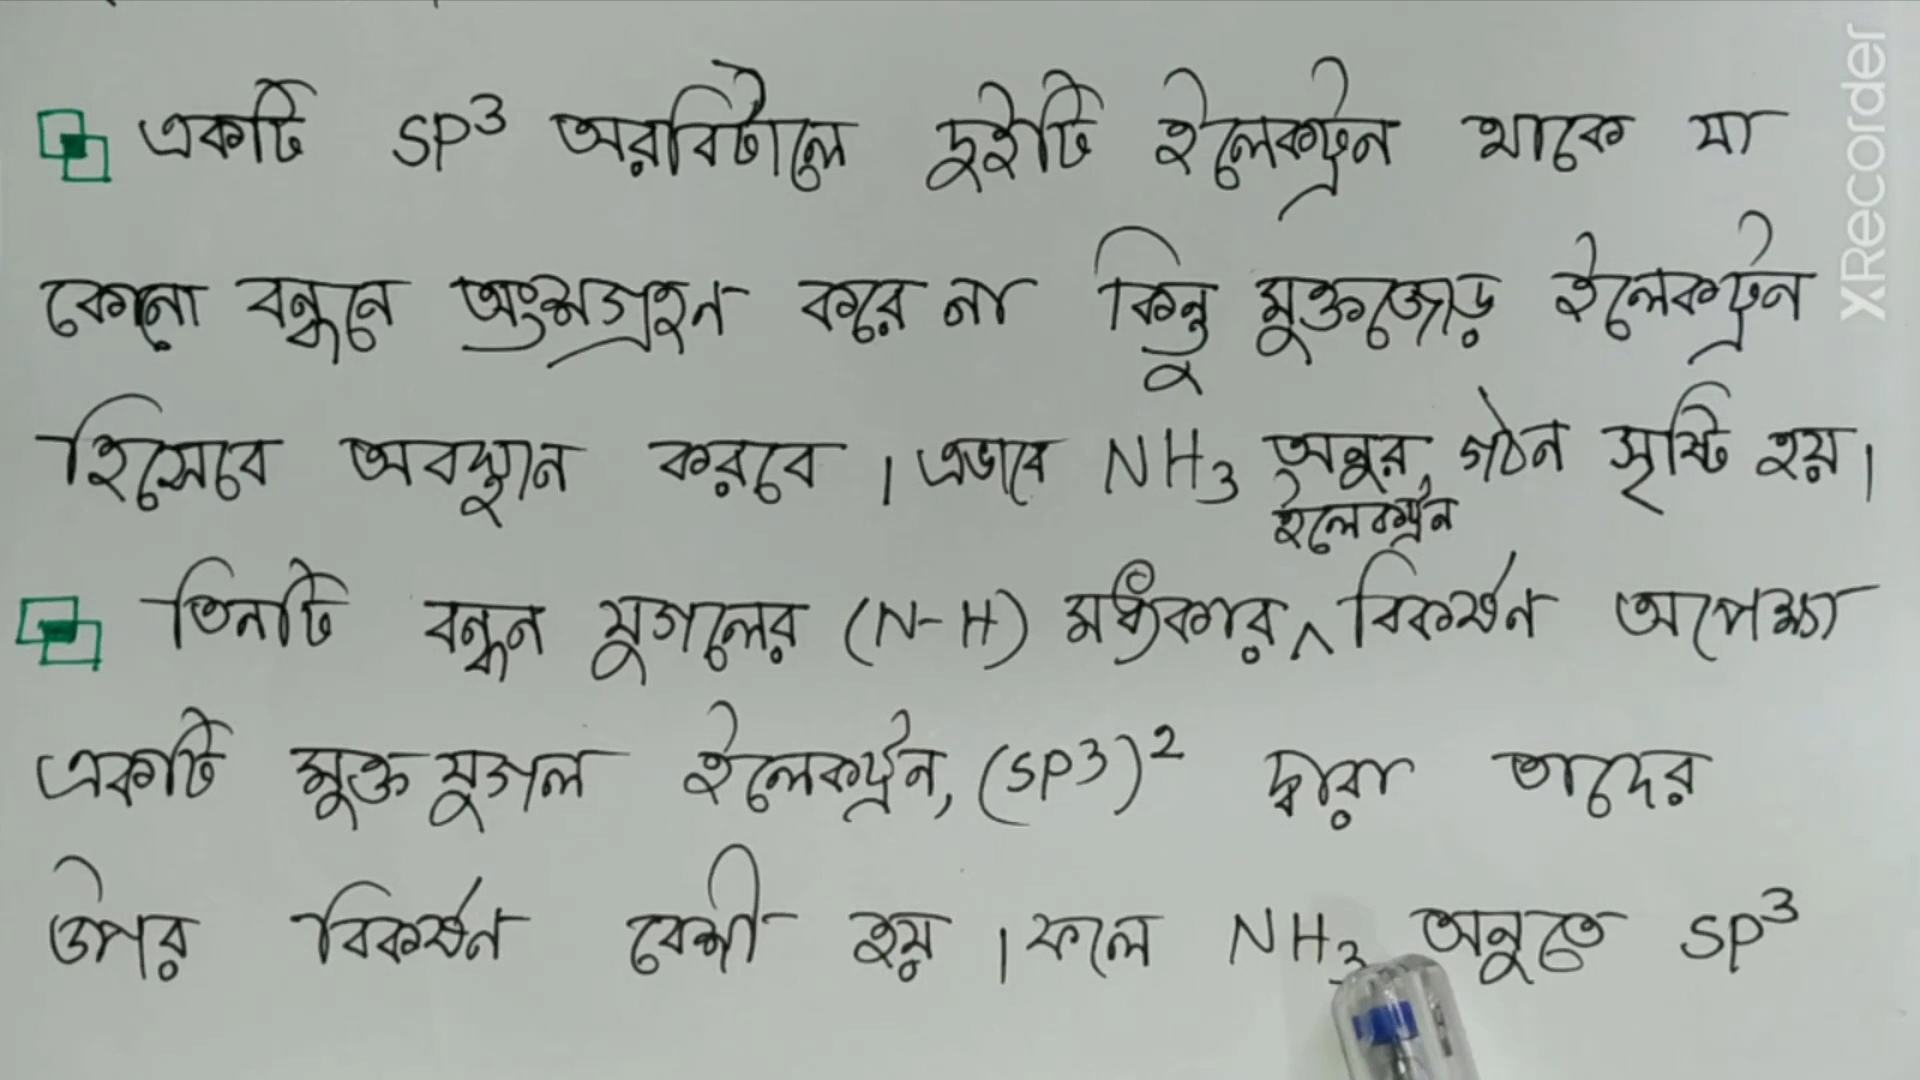 একটি SP³ অরবিটালে দুইটি ইলেকট্রন থাকে যা
কোনো বন্ধনে অংশগ্রহন করে না কিন্তু মুক্তজোড় ইলেকট্রন
হিসেবে অবস্থান করবে । এভাবে NH₃ অনুর গঠন সৃষ্টি হয় ।
ইলেকট্রন
তিনটি বন্ধন যুগলের (N-H) মধ্যকার ^ বিকর্ষন অপেক্ষা
একটি মুক্ত যুগল ইলেকট্রন, (SP3)² দ্বারা তাদের
উপর বিকর্ষন বেশী হয় । ফলে NH₃ অনুতে SP³
XRecorder